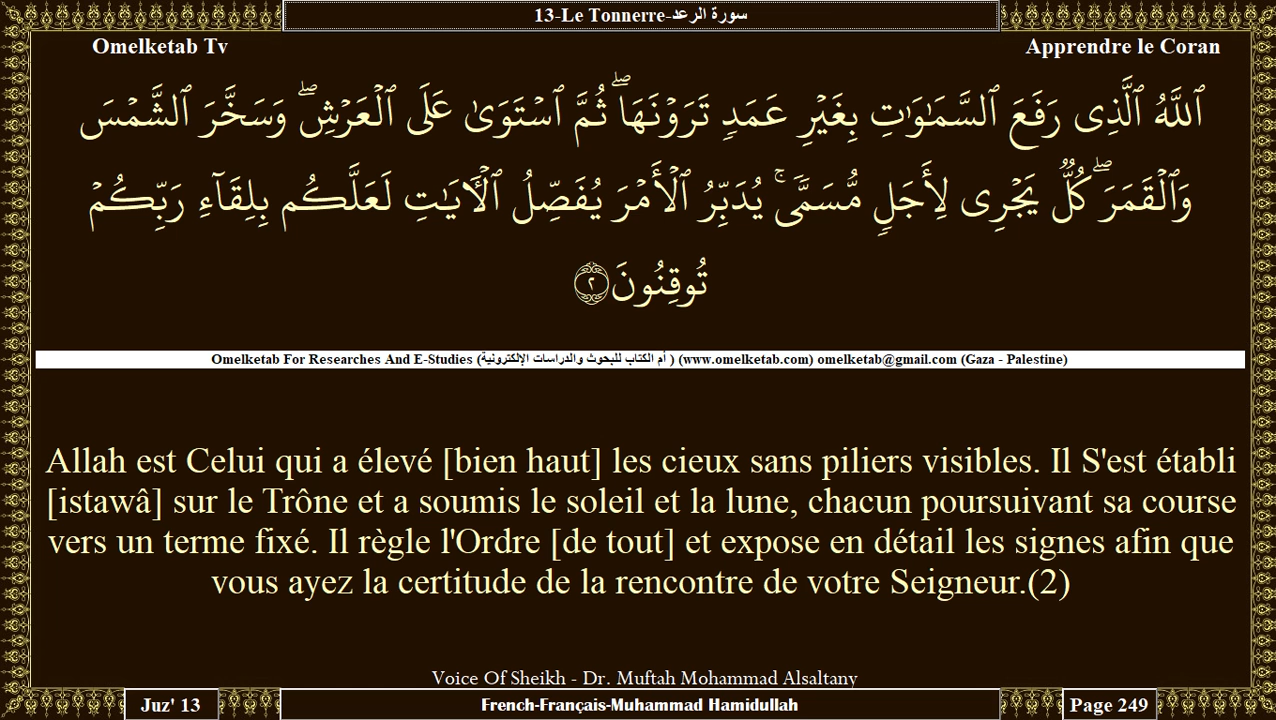 13-Le Tonnerre-سورة الرعد
Omelketab Tv
Apprendre le Coran
ٱللَّهُ ٱلَّذِى رَفَعَ ٱلسَّمَـٰوَٰتِ بِغَيْرِ عَمَدٍ تَرَوْنَهَا ۖ ثُمَّ ٱسْتَوَىٰ عَلَى ٱلْعَرْشِ ۖ وَسَخَّرَ ٱلشَّمْسَ
وَٱلْقَمَرَ ۖ كُلٌّ يَجْرِى لِأَجَلٍ مُّسَمًّى ۚ يُدَبِّرُ ٱلْأَمْرَ يُفَصِّلُ ٱلْـَٔايَـٰتِ لَعَلَّكُم بِلِقَآءِ رَبِّكُمْ
تُوقِنُونَ ۝٢
Omelketab For Researches And E-Studies (أم الكتاب للبحوث والدراسات الإلكترونية ) (www.omelketab.com) omelketab@gmail.com (Gaza - Palestine)
Allah est Celui qui a élevé [bien haut] les cieux sans piliers visibles. Il S'est établi
[istawâ] sur le Trône et a soumis le soleil et la lune, chacun poursuivant sa course
vers un terme fixé. Il règle l'Ordre [de tout] et expose en détail les signes afin que
vous ayez la certitude de la rencontre de votre Seigneur.(2)
Voice Of Sheikh - Dr. Muftah Mohammad Alsaltany
Juz' 13
French-Français-Muhammad Hamidullah
Page 249